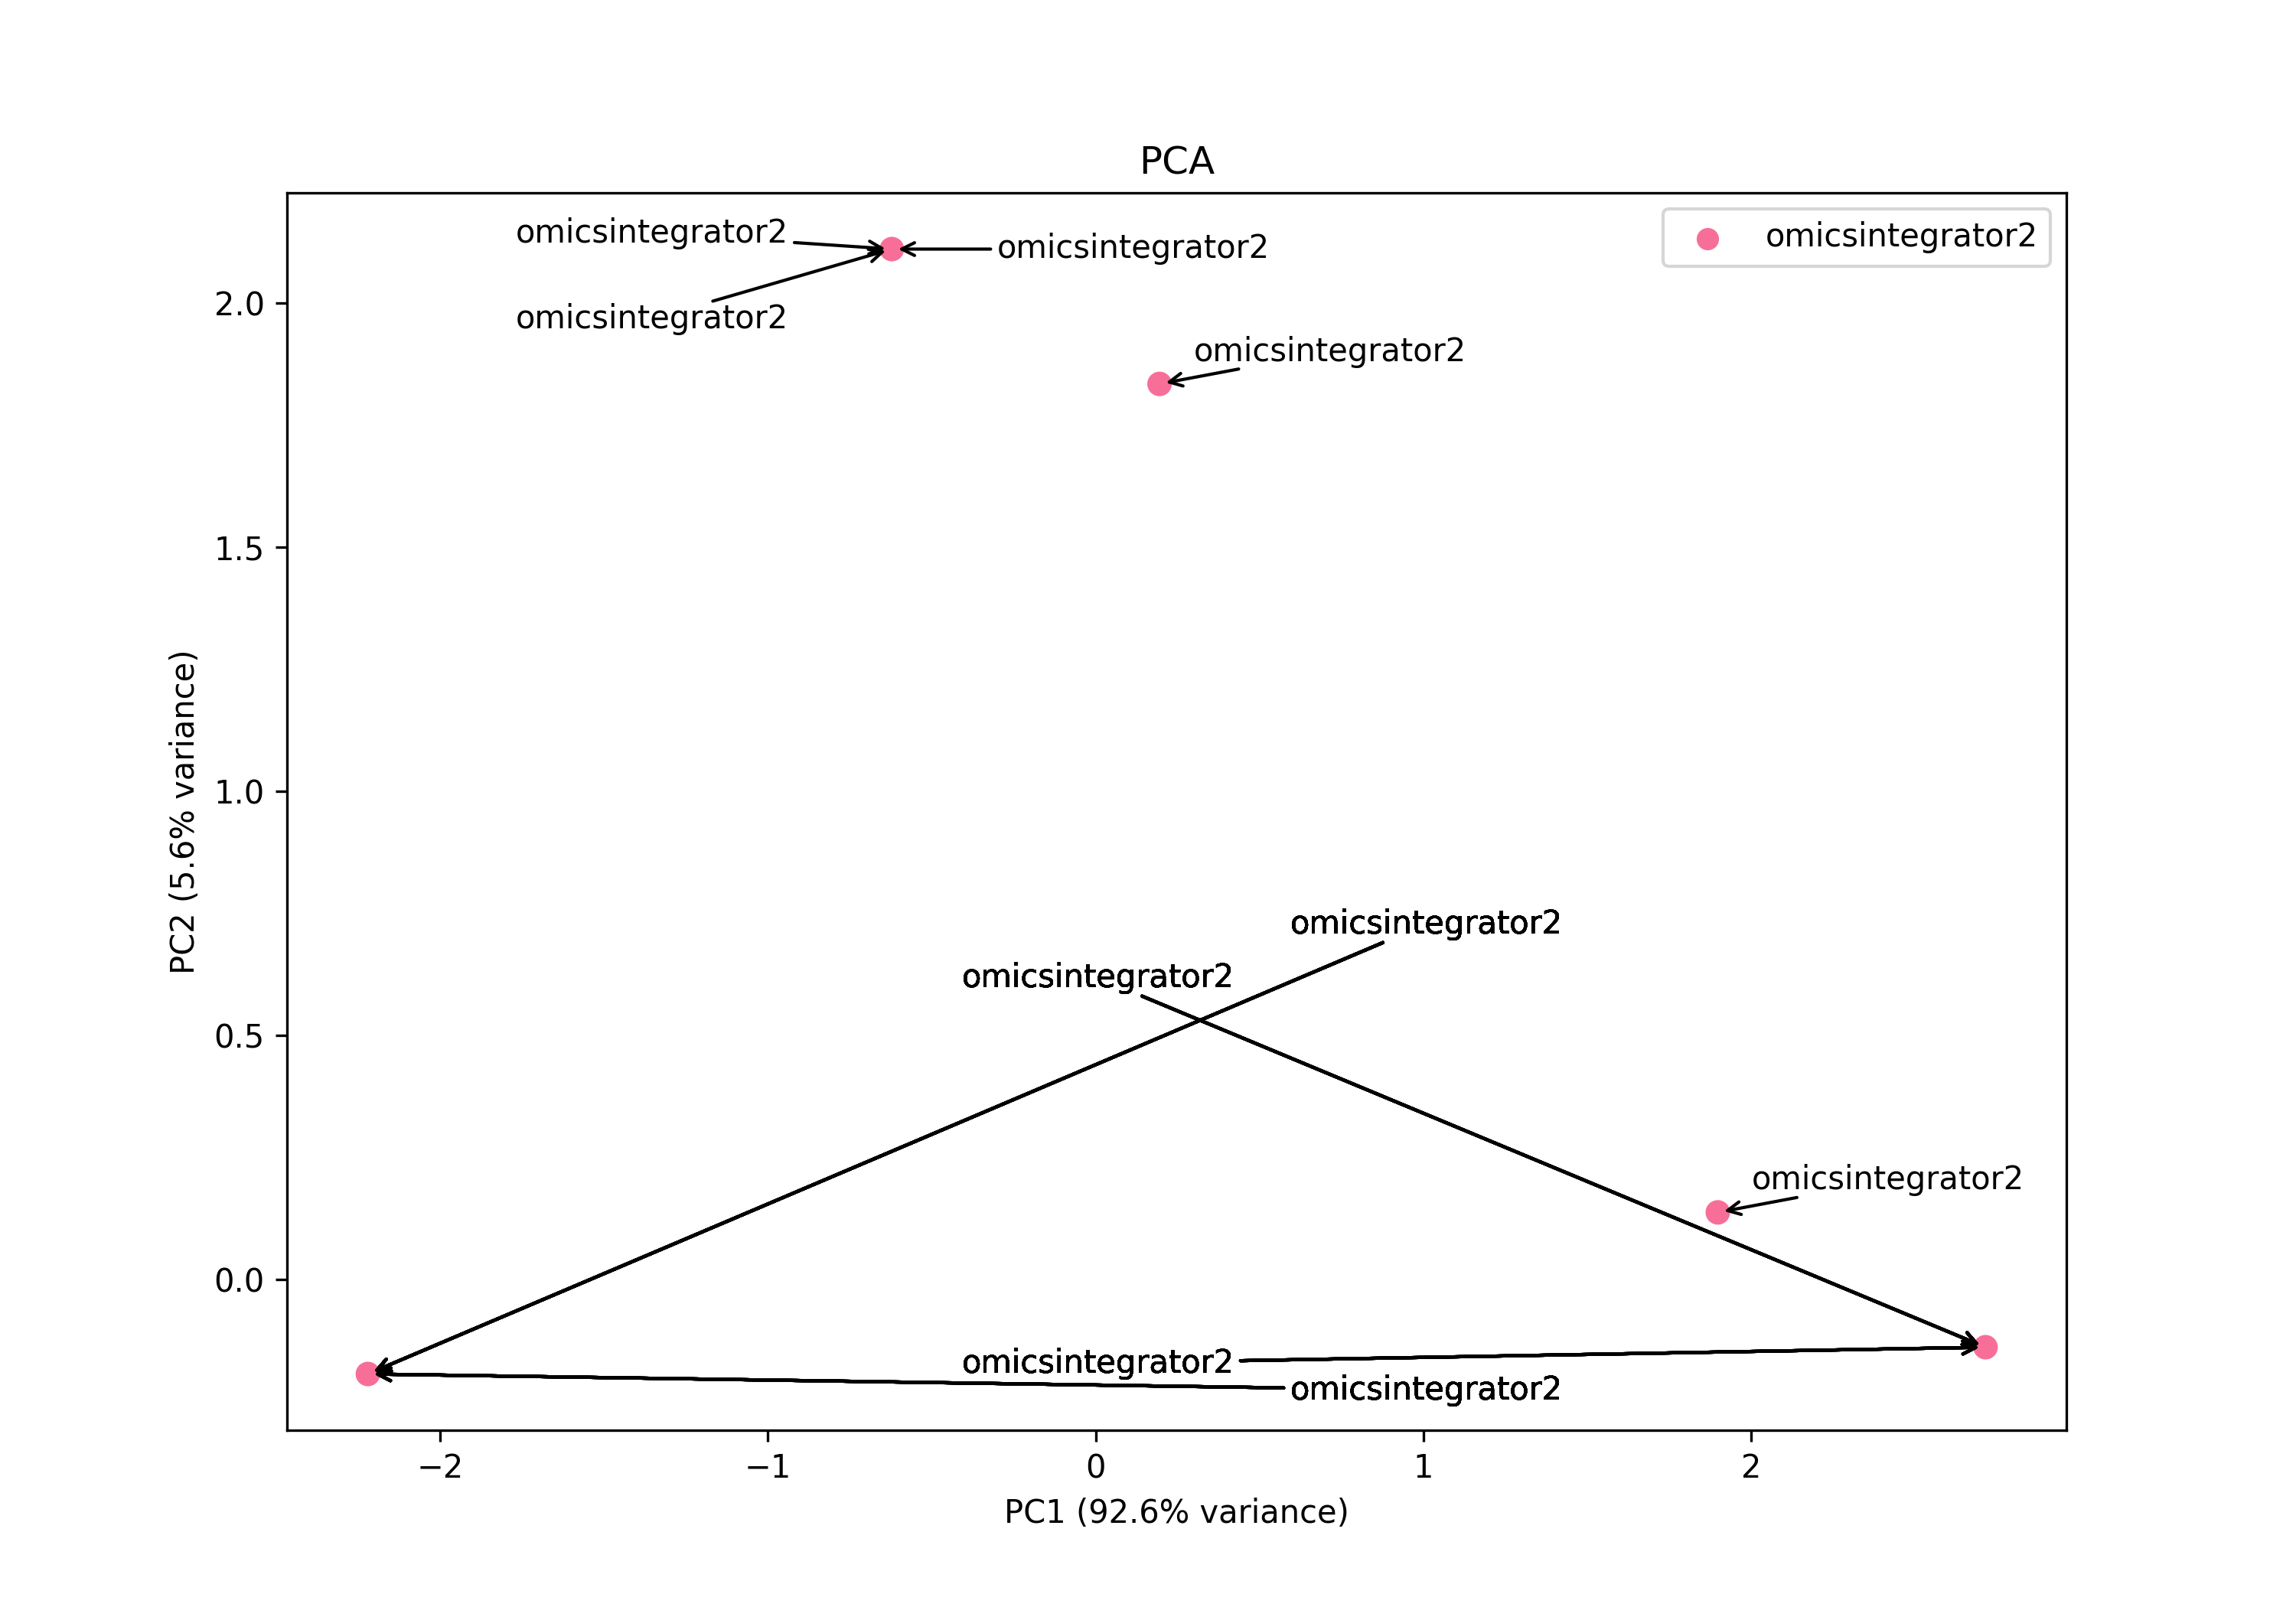 PCA
omicsintegrator2
omicsintegrator2
omicsintegrator2
omicsintegrator2
omicsintegrator2
2.0
1.5
1.0
0.5
0.0
PC2 (5.6% variance)
omicsintegrator2
omicsintegrator2
omicsintegrator2
omicsintegrator2
omicsintegrator2
−2
−1
0
1
2
PC1 (92.6% variance)